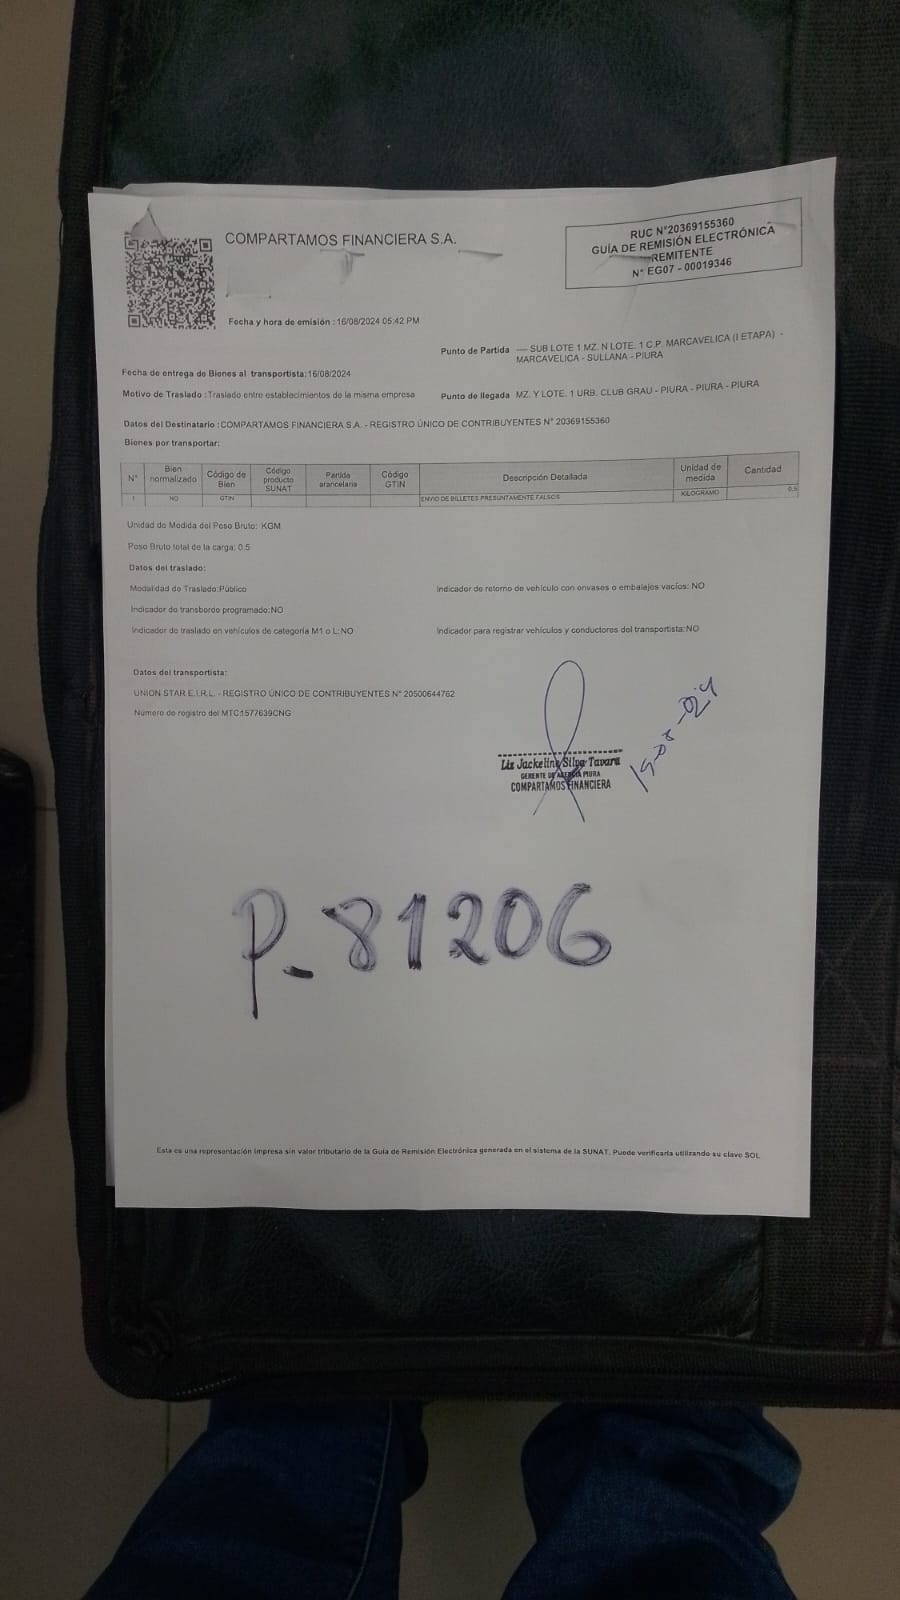 COMPARTAMOS FINANCIERA S.A.
RUC N°20369155360
GUÍA DE REMISIÓN ELECTRÓNICA
REMITENTE
N° EG07 - 00019346
Fecha y hora de emisión : 16/08/2024 05:42 PM
Punto de Partida --- SUB LOTE 1 MZ. N LOTE. 1 C.P. MARCAVELICA (I ETAPA) -
MARCAVELICA - SULLANA - PIURA
Fecha de entrega de Bienes al transportista:16/08/2024
Motivo de Traslado :Traslado entre establecimientos de la misma empresa
Punto de llegada MZ. Y LOTE. 1 URB. CLUB GRAU - PIURA - PIURA - PIURA
Datos del Destinatario :COMPARTAMOS FINANCIERA S.A. - REGISTRO ÚNICO DE CONTRIBUYENTES N° 20369155360
Bienes por transportar:
N° Bien normalizado Código de Bien Código producto SUNAT Partida arancelaria Código GTIN Descripción Detallada Unidad de medida Cantidad
1 NO GTIN ENVIO DE BILLETES PRESUNTAMENTE FALSOS KILOGRAMO 0.5
Unidad de Medida del Peso Bruto: KGM
Peso Bruto total de la carga: 0.5
Datos del traslado:
Modalidad de Traslado:Público
Indicador de retorno de vehículo con envases o embalajes vacíos: NO
Indicador de transbordo programado:NO
Indicador de traslado en vehículos de categoría M1 o L:NO
Indicador para registrar vehículos y conductores del transportista:NO
Datos del transportista:
UNION STAR E.I.R.L. - REGISTRO ÚNICO DE CONTRIBUYENTES N° 20500644762
Número de registro del MTC:1577639CNG
Liz Jackeline Silva Tavara
GERENTE DE AGENCIA PIURA
COMPARTAMOS FINANCIERA
P-81206
Esta es una representación impresa sin valor tributario de la Guía de Remisión Electrónica generada en el sistema de la SUNAT. Puede verificarla utilizando su clave SOL